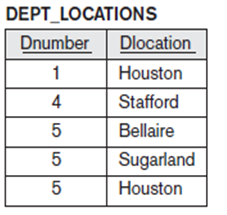 DEPT_LOCATIONS
Dnumber Dlocation
1 Houston
4 Stafford
5 Bellaire
5 Sugarland
5 Houston